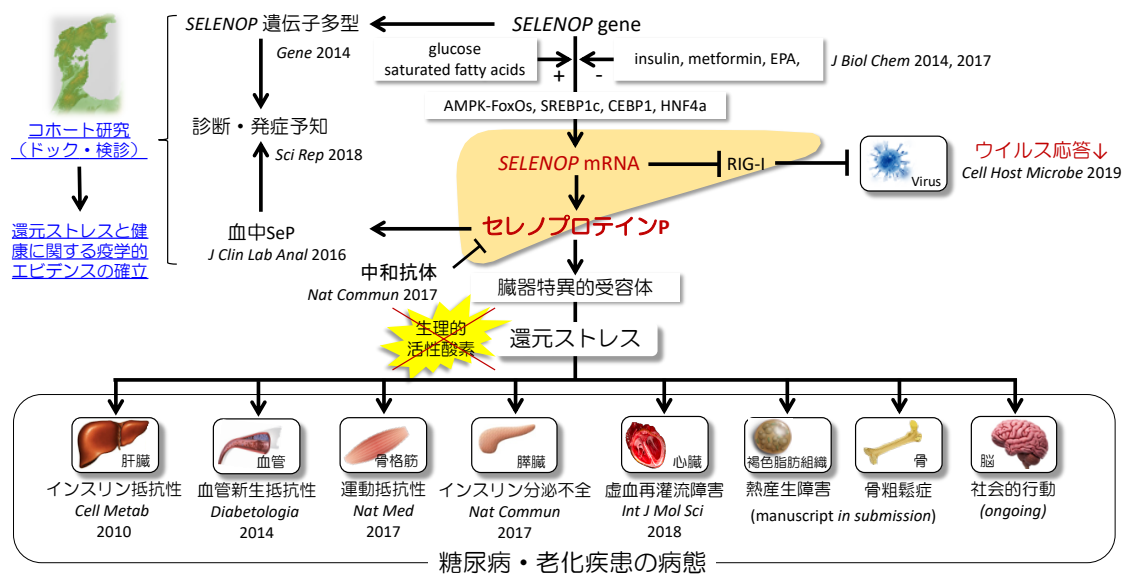 SELENOP 遺伝子多型
SELENOP gene
Gene 2014
glucose
saturated fatty acids
+
-
insulin, metformin, EPA,
J Biol Chem 2014, 2017
AMPK-FoxOs, SREBP1c, CEBP1, HNF4a
コホート研究
（ドック・検診）
診断・発症予知
Sci Rep 2018
SELENOP mRNA
RIG-I
Virus
ウイルス応答↓
Cell Host Microbe 2019
還元ストレスと健
康に関する疫学的
エビデンスの確立
血中SeP
J Clin Lab Anal 2016
セレノプロテインP
中和抗体
Nat Commun 2017
臓器特異的受容体
生理的
活性酸素
還元ストレス
肝臓
インスリン抵抗性
Cell Metab
2010
血管
血管新生抵抗性
Diabetologia
2014
骨格筋
運動抵抗性
Nat Med
2017
膵臓
インスリン分泌不全
Nat Commun
2017
心臓
虚血再灌流障害
Int J Mol Sci
2018
褐色脂肪組織
熱産生障害
骨
骨粗鬆症
(manuscript in submission)
脳
社会的行動
(ongoing)
糖尿病・老化疾患の病態